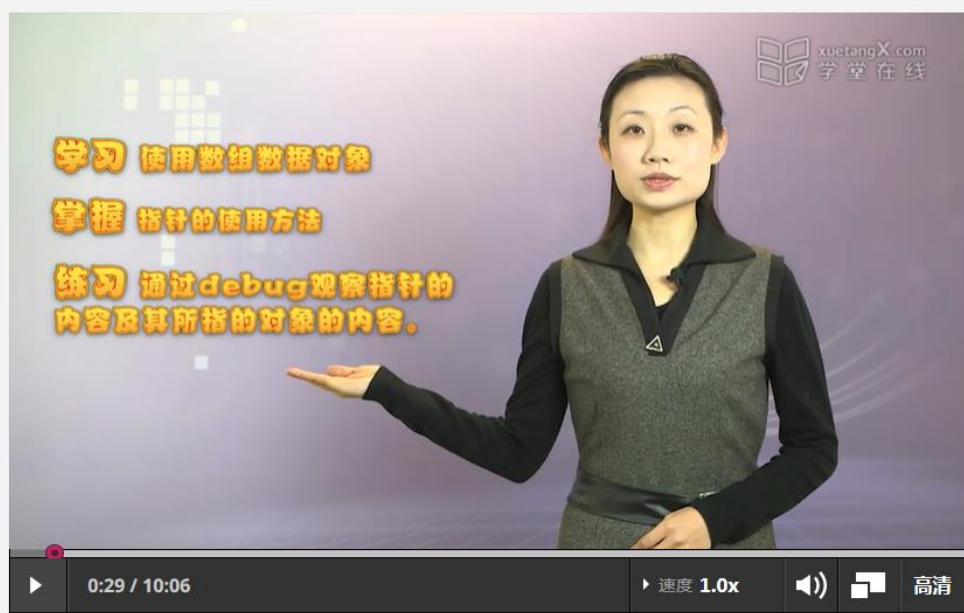 xuetangX.com
学堂在线
学习 使用数组数据对象
掌握 指针的使用方法
练习 通过debug观察指针的
内容及其所指的对象的内容。
0:29 / 10:06
速度 1.0x
高清